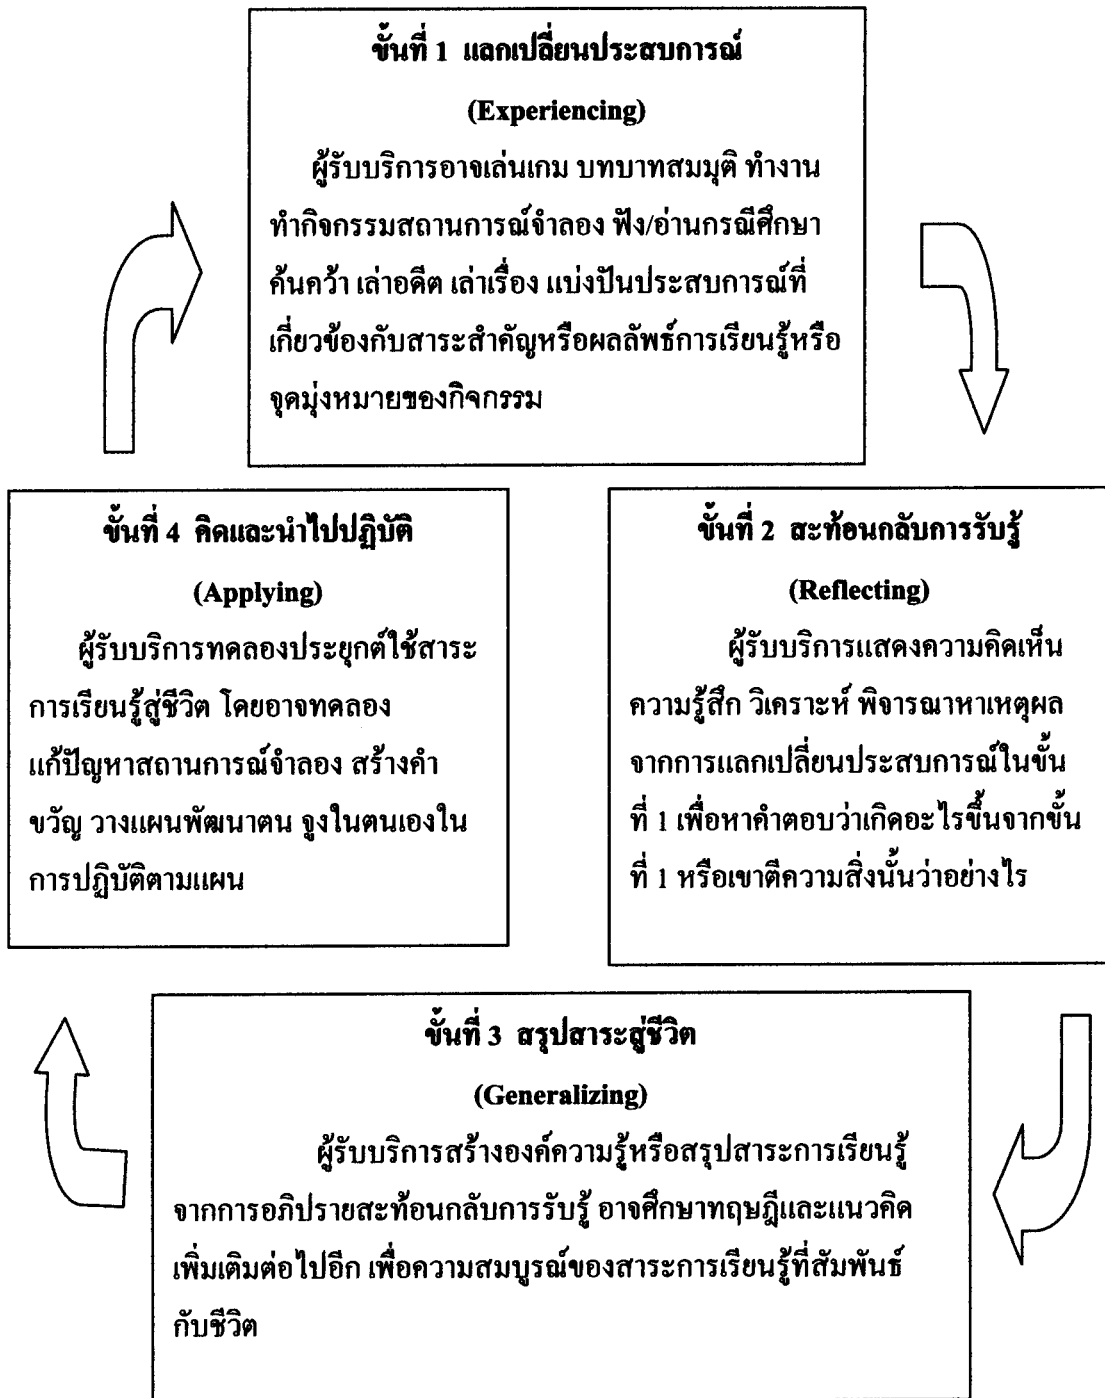 ขั้นที่ 1 แลกเปลี่ยนประสบการณ์
(Experiencing)
ผู้รับบริการอาจเล่นเกม บทบาทสมมุติ ทำงาน
ทำกิจกรรมสถานการณ์จำลอง ฟัง/อ่านกรณีศึกษา
ค้นคว้า เล่าอดีต เล่าเรื่อง แบ่งปันประสบการณ์ที่
เกี่ยวข้องกับสาระสำคัญหรือผลลัพธ์การเรียนรู้หรือ
จุดมุ่งหมายของกิจกรรม
ขั้นที่ 2 สะท้อนกลับการรับรู้
(Reflecting)
ผู้รับบริการแสดงความคิดเห็น
ความรู้สึก วิเคราะห์ พิจารณาหาเหตุผล
จากการแลกเปลี่ยนประสบการณ์ในขั้น
ที่ 1 เพื่อหาคำตอบว่าเกิดอะไรขึ้นจากขั้น
ที่ 1 หรือเขาตีความสิ่งนั้นว่าอย่างไร
ขั้นที่ 3 สรุปสาระสู่ชีวิต
(Generalizing)
ผู้รับบริการสร้างองค์ความรู้หรือสรุปสาระการเรียนรู้
จากการอภิปรายสะท้อนกลับการรับรู้ อาจศึกษาทฤษฎีและแนวคิด
เพิ่มเติมต่อไปอีก เพื่อความสมบูรณ์ของสาระการเรียนรู้ที่สัมพันธ์
กับชีวิต
ขั้นที่ 4 คิดและนำไปปฏิบัติ
(Applying)
ผู้รับบริการทดลองประยุกต์ใช้สาระ
การเรียนรู้สู่ชีวิต โดยอาจทดลอง
แก้ปัญหาสถานการณ์จำลอง สร้างคำ
ขวัญ วางแผนพัฒนาตน จูงใจตนเองใน
การปฏิบัติตามแผน